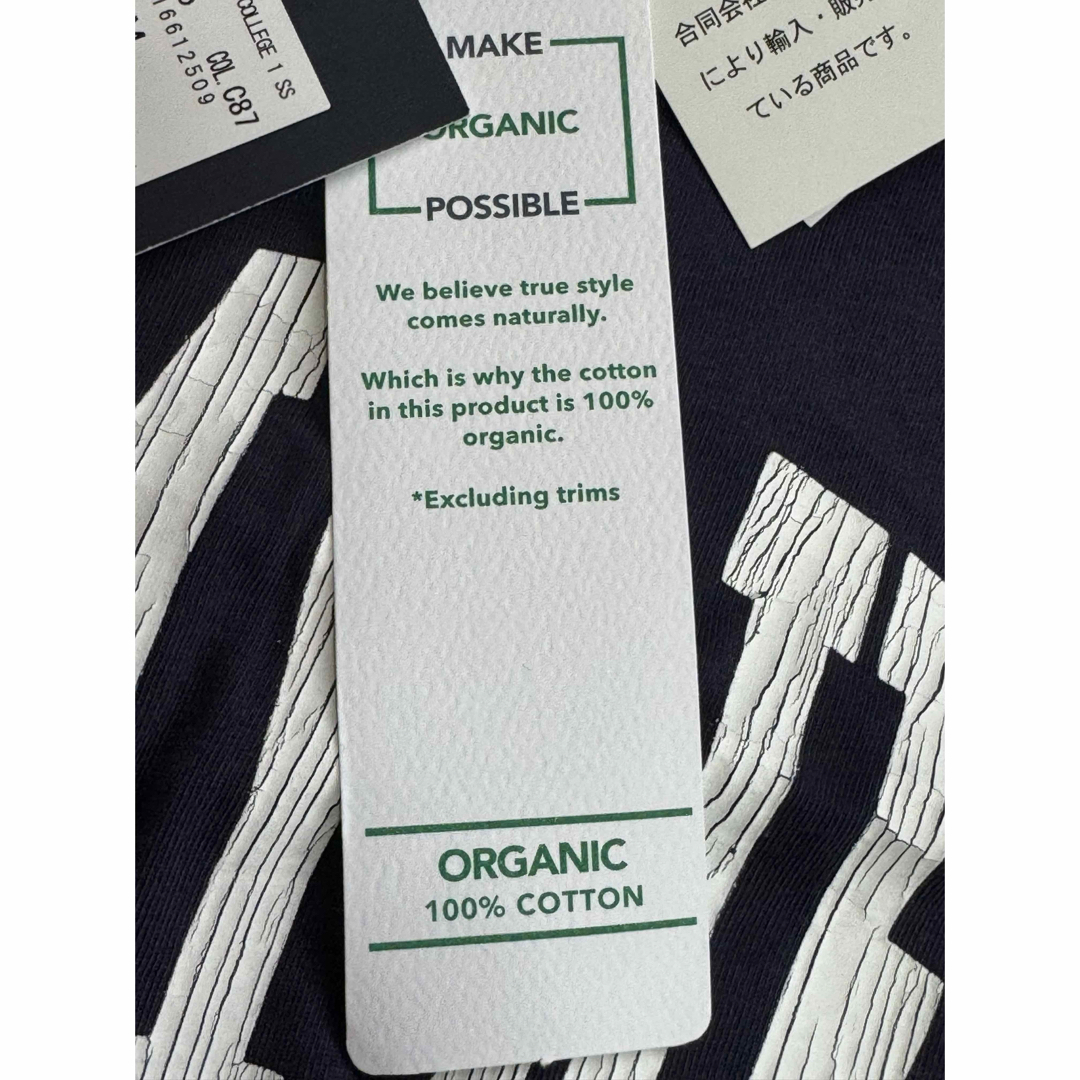 COLLEGE 1 SS
COL. C87
16612509
MAKE
ORGANIC
POSSIBLE
合同会社
により輸入・販売
ている商品です。
We believe true style
comes naturally.
Which is why the cotton
in this product is 100%
organic.
*Excluding trims
ORGANIC
100% COTTON